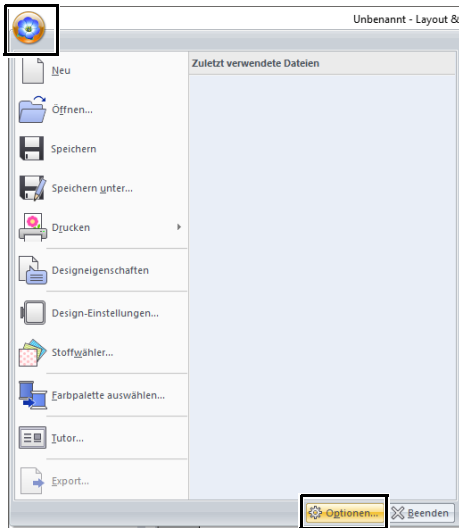 Unbenannt - Layout &
Zuletzt verwendete Dateien
Neu
Öffnen...
Speichern
Speichern unter...
Drucken
Designeigenschaften
Design-Einstellungen...
Stoffwähler...
Farbpalette auswählen...
Tutor...
Export...
Optionen... Beenden